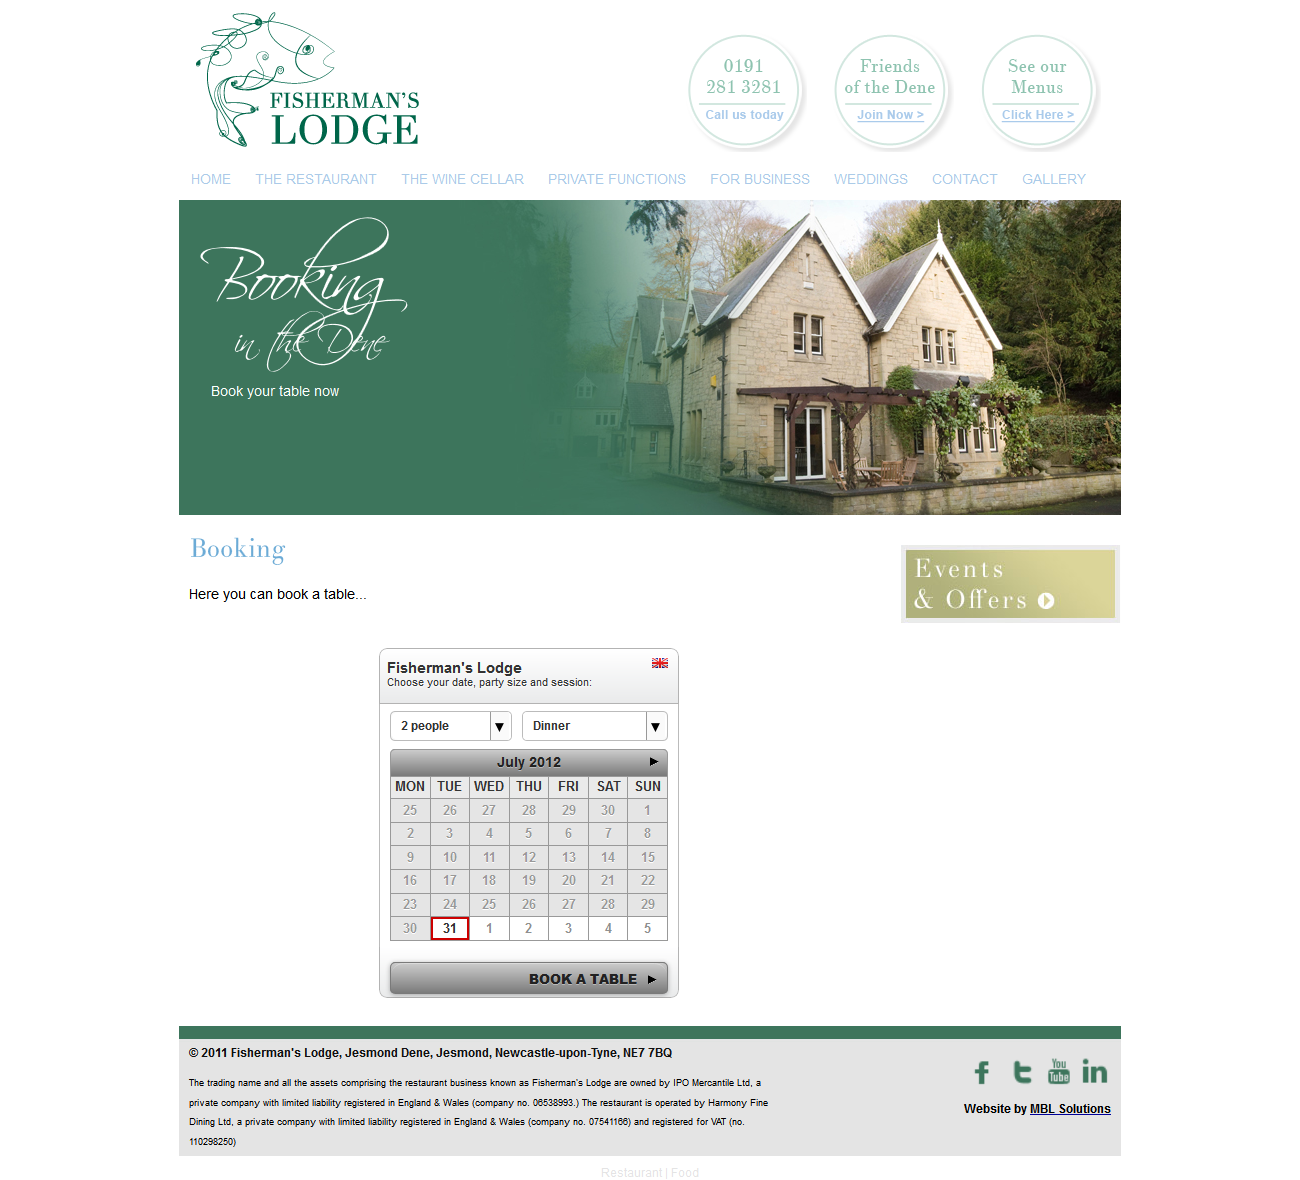 FISHERMAN'S
LODGE
0191
281 3281
Call us today
Friends
of the Dene
Join Now >
See our
Menus
Click Here >
HOME THE RESTAURANT THE WINE CELLAR PRIVATE FUNCTIONS FOR BUSINESS WEDDINGS CONTACT GALLERY
Booking
in the Dene
Book your table now
Booking
Here you can book a table...
Events
& Offers
Fisherman's Lodge
Choose your date, party size and session:
2 people Dinner
July 2012
MON TUE WED THU FRI SAT SUN
25 26 27 28 29 30 1
2 3 4 5 6 7 8
9 10 11 12 13 14 15
16 17 18 19 20 21 22
23 24 25 26 27 28 29
30 31 1 2 3 4 5
BOOK A TABLE
© 2011 Fisherman's Lodge, Jesmond Dene, Jesmond, Newcastle-upon-Tyne, NE7 7BQ
The trading name and all the assets comprising the restaurant business known as Fisherman's Lodge are owned by IPO Mercantile Ltd, a
private company with limited liability registered in England & Wales (company no. 06538993.) The restaurant is operated by Harmony Fine
Dining Ltd, a private company with limited liability registered in England & Wales (company no. 07541166) and registered for VAT (no.
110298250)
You
Tube
in
Website by MBL Solutions
Restaurant | Food